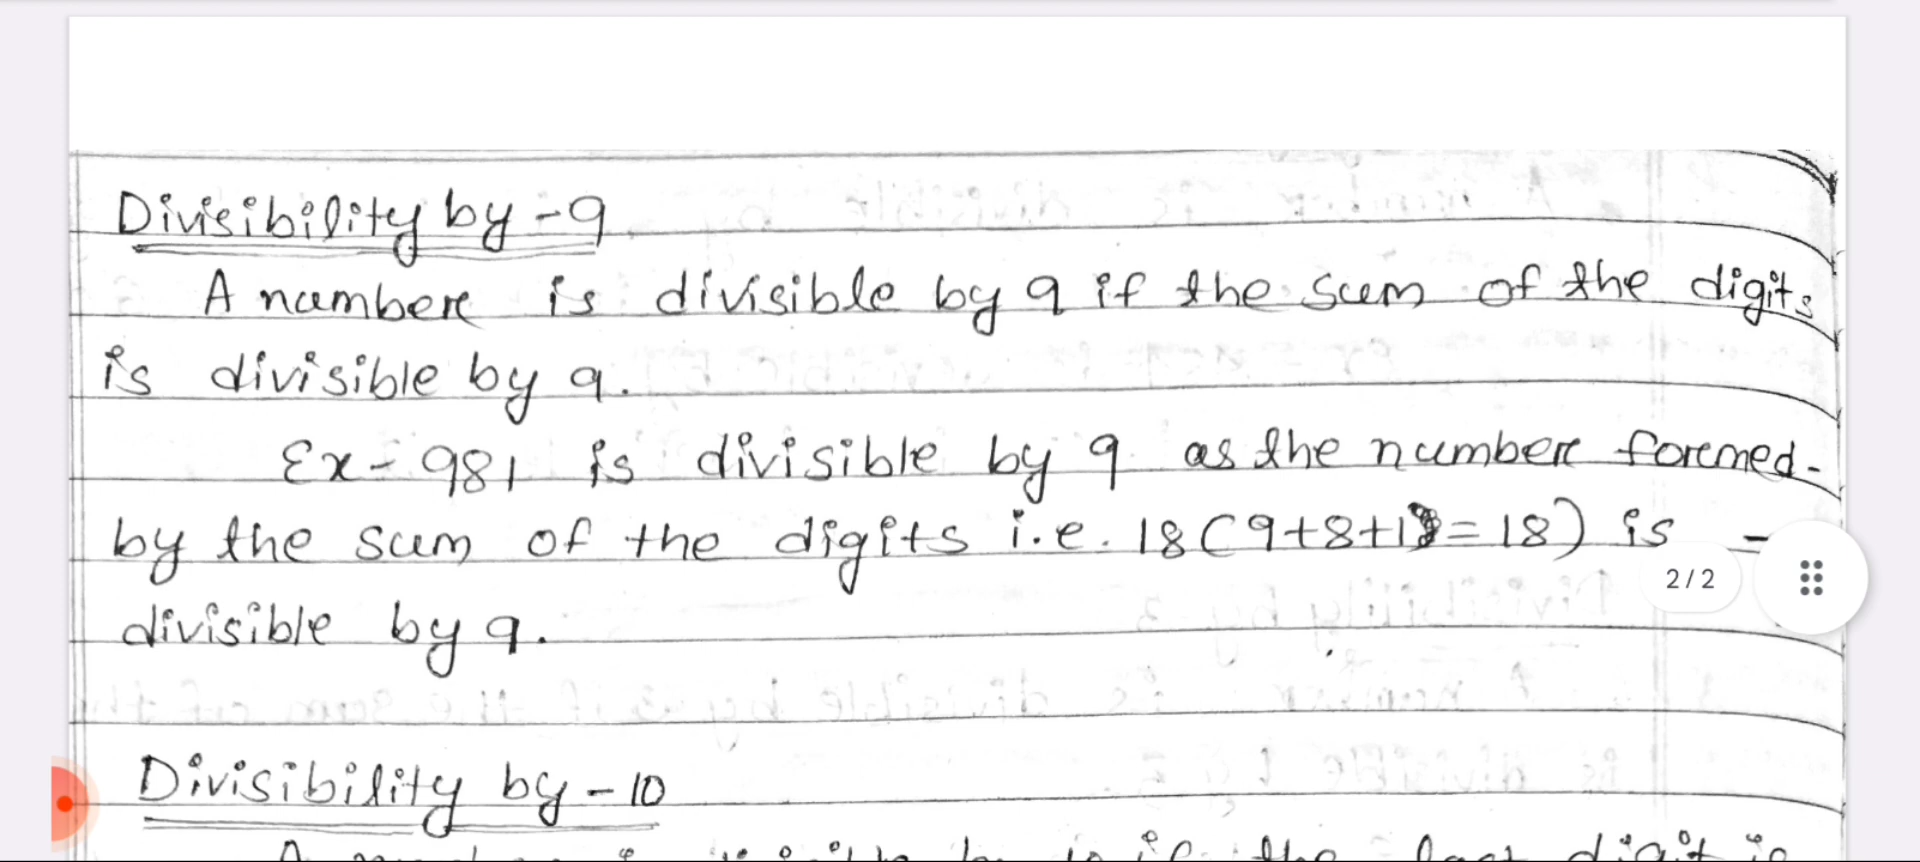 Divisibility by -9
A number is divisible by 9 if the sum of the digits
is divisible by 9.
Ex- 981 is divisible by 9 as the number formed-
by the sum of the digits i.e. 18 (9+8+1=18) is -
divisible by 9.
2/2
Divisibility by - 10